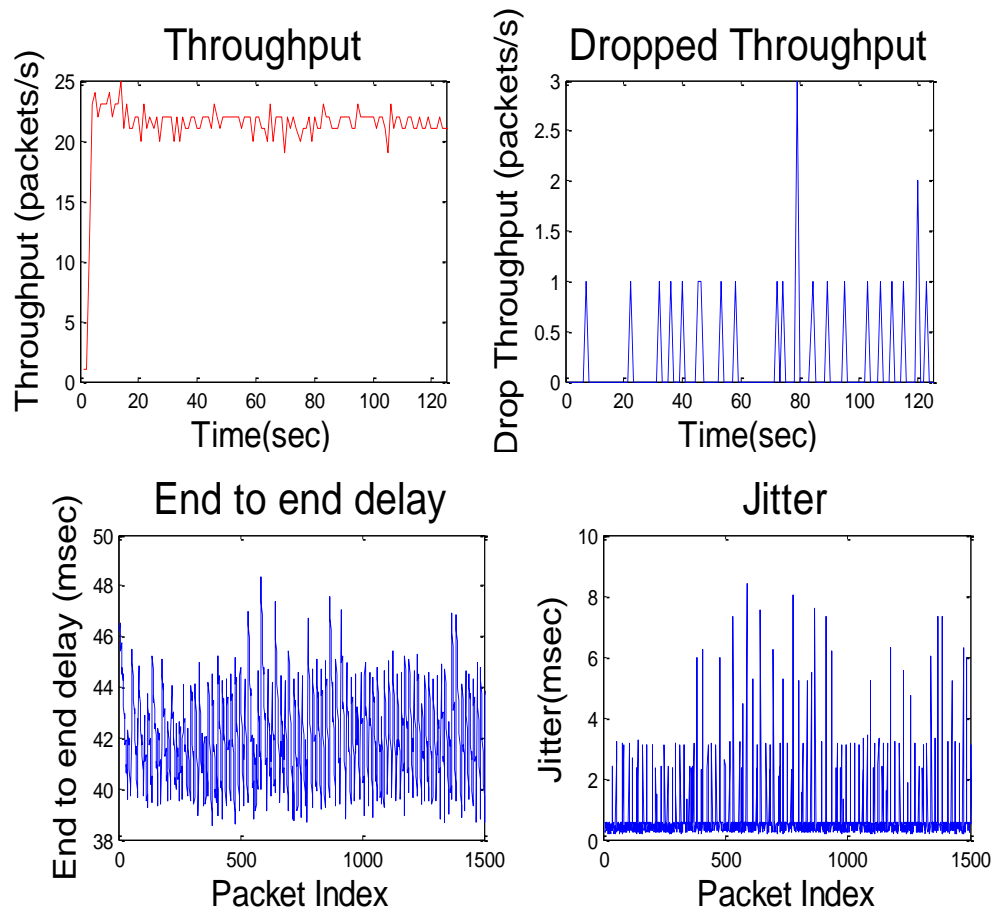 Throughput
Throughput (packets/s)
25
20
15
10
5
0
0 20 40 60 80 100 120
Time(sec)
Dropped Throughput
Drop Throughput (packets/s)
3
2.5
2
1.5
1
0.5
0
0 20 40 60 80 100 120
Time(sec)
End to end delay
End to end delay (msec)
50
48
46
44
42
40
38
0 500 1000 1500
Packet Index
Jitter
Jitter(msec)
10
8
6
4
2
0
0 500 1000 1500
Packet Index